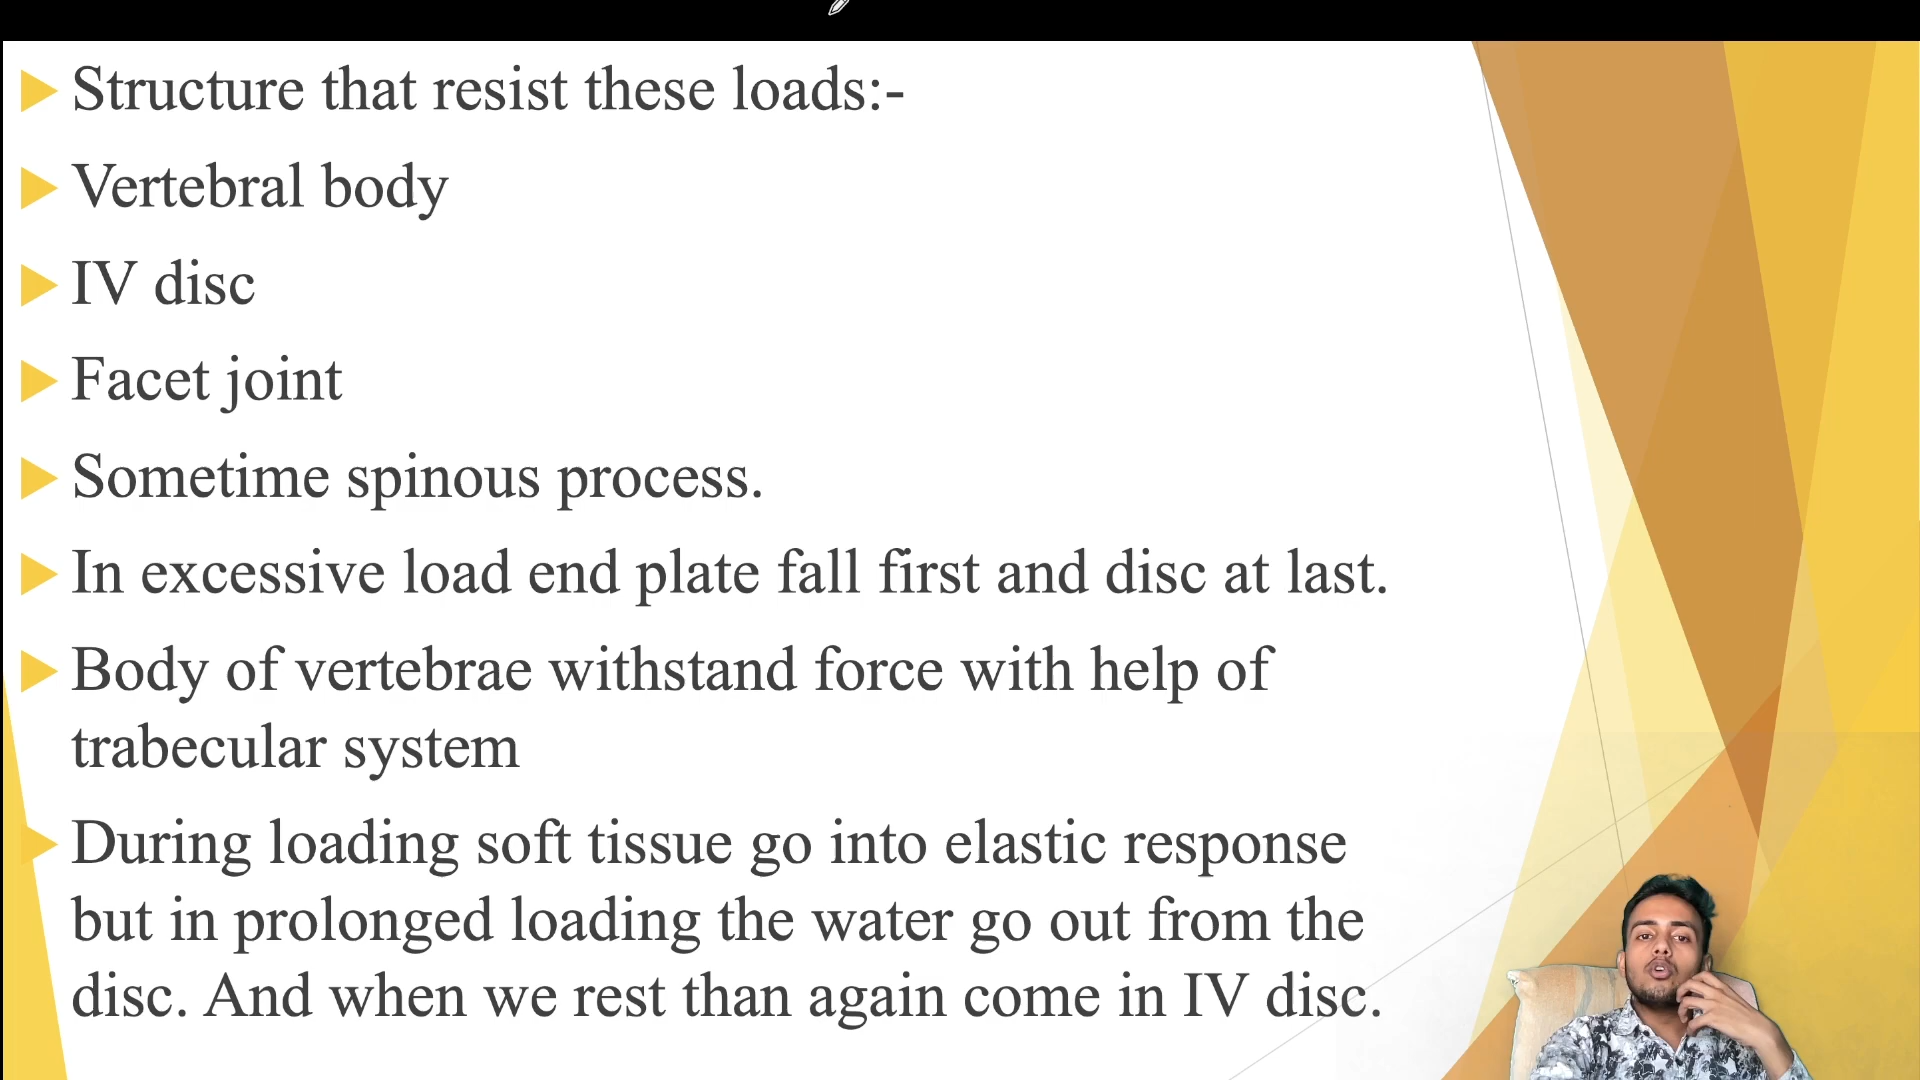 Structure that resist these loads:-
Vertebral body
IV disc
Facet joint
Sometime spinous process.
In excessive load end plate fall first and disc at last.
Body of vertebrae withstand force with help of
trabecular system
During loading soft tissue go into elastic response
but in prolonged loading the water go out from the
disc. And when we rest than again come in IV disc.